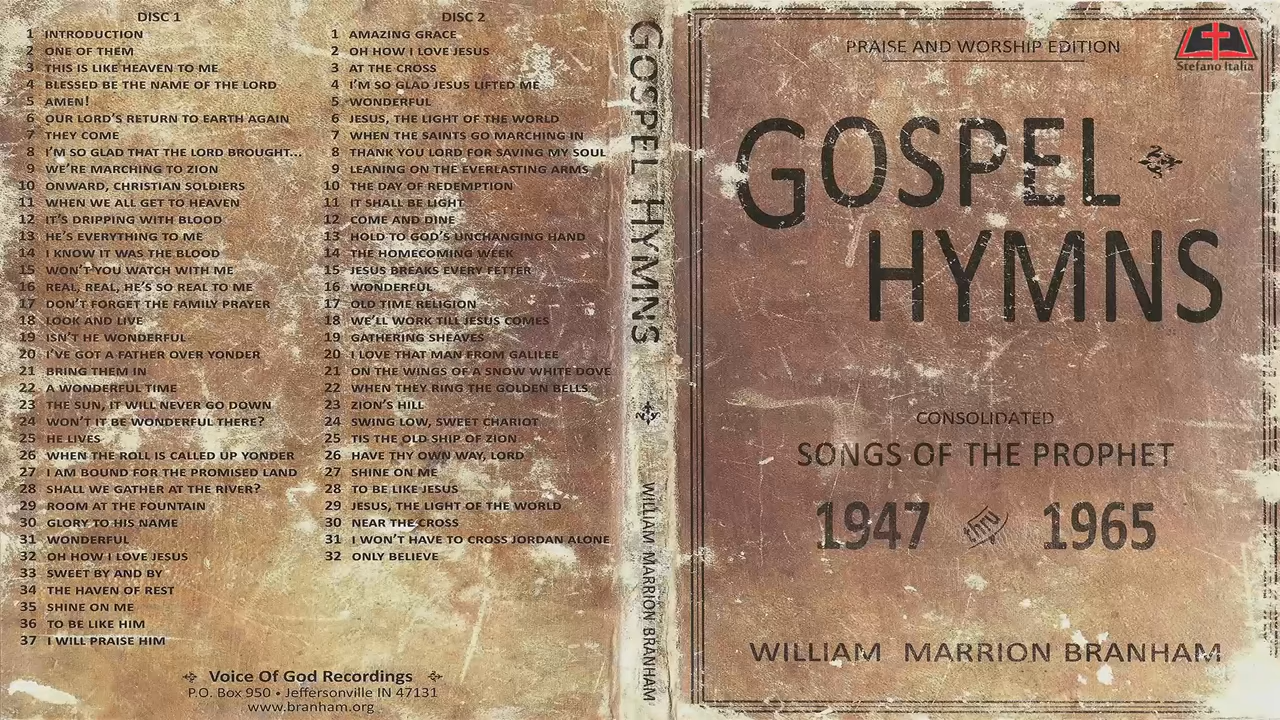 DISC 1
1 INTRODUCTION
2 ONE OF THEM
3 THIS IS LIKE HEAVEN TO ME
4 BLESSED BE THE NAME OF THE LORD
5 AMEN!
6 OUR LORD'S RETURN TO EARTH AGAIN
7 THEY COME
8 I'M SO GLAD THAT THE LORD BROUGHT...
9 WE'RE MARCHING TO ZION
10 ONWARD, CHRISTIAN SOLDIERS
11 WHEN WE ALL GET TO HEAVEN
12 IT'S DRIPPING WITH BLOOD
13 HE'S EVERYTHING TO ME
14 I KNOW IT WAS THE BLOOD
15 WON'T YOU WATCH WITH ME
16 REAL, REAL, HE'S SO REAL TO ME
17 DON'T FORGET THE FAMILY PRAYER
18 LOOK AND LIVE
19 ISN'T HE WONDERFUL
20 I'VE GOT A FATHER OVER YONDER
21 BRING THEM IN
22 A WONDERFUL TIME
23 THE SUN, IT WILL NEVER GO DOWN
24 WON'T IT BE WONDERFUL THERE?
25 HE LIVES
26 WHEN THE ROLL IS CALLED UP YONDER
27 I AM BOUND FOR THE PROMISED LAND
28 SHALL WE GATHER AT THE RIVER?
29 ROOM AT THE FOUNTAIN
30 GLORY TO HIS NAME
31 WONDERFUL
32 OH HOW I LOVE JESUS
33 SWEET BY AND BY
34 THE HAVEN OF REST
35 SHINE ON ME
36 TO BE LIKE HIM
37 I WILL PRAISE HIM
DISC 2
1 AMAZING GRACE
2 OH HOW I LOVE JESUS
3 AT THE CROSS
4 I'M SO GLAD JESUS LIFTED ME
5 WONDERFUL
6 JESUS, THE LIGHT OF THE WORLD
7 WHEN THE SAINTS GO MARCHING IN
8 THANK YOU LORD FOR SAVING MY SOUL
9 LEANING ON THE EVERLASTING ARMS
10 THE DAY OF REDEMPTION
11 IT SHALL BE LIGHT
12 COME AND DINE
13 HOLD TO GOD'S UNCHANGING HAND
14 THE HOMECOMING WEEK
15 JESUS BREAKS EVERY FETTER
16 WONDERFUL
17 OLD TIME RELIGION
18 WE'LL WORK TILL JESUS COMES
19 GATHERING SHEAVES
20 I LOVE THAT MAN FROM GALILEE
21 ON THE WINGS OF A SNOW WHITE DOVE
22 WHEN THEY RING THE GOLDEN BELLS
23 ZION'S HILL
24 SWING LOW, SWEET CHARIOT
25 TIS THE OLD SHIP OF ZION
26 HAVE THY OWN WAY, LORD
27 SHINE ON ME
28 TO BE LIKE JESUS
29 JESUS, THE LIGHT OF THE WORLD
30 NEAR THE CROSS
31 I WON'T HAVE TO CROSS JORDAN ALONE
32 ONLY BELIEVE
Voice Of God Recordings
P.O. Box 950 • Jeffersonville IN 47131
www.branham.org
GOSPEL HYMNS
WILLIAM MARRION BRANHAM
PRAISE AND WORSHIP EDITION
Stefano Italia
GOSPEL
HYMNS
CONSOLIDATED
SONGS OF THE PROPHET
1947 thru 1965
WILLIAM MARRION BRANHAM